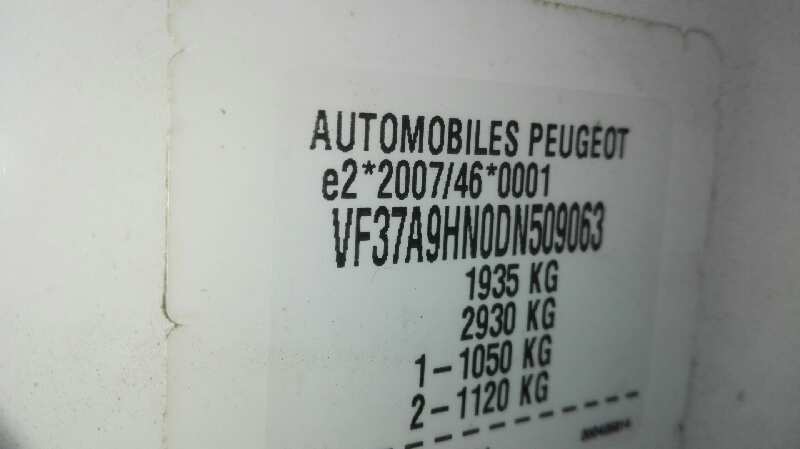 AUTOMOBILES PEUGEOT
e2*2007/46*0001
VF37A9HN0DN509063
1935 KG
2930 KG
1-1050 KG
2-1120 KG